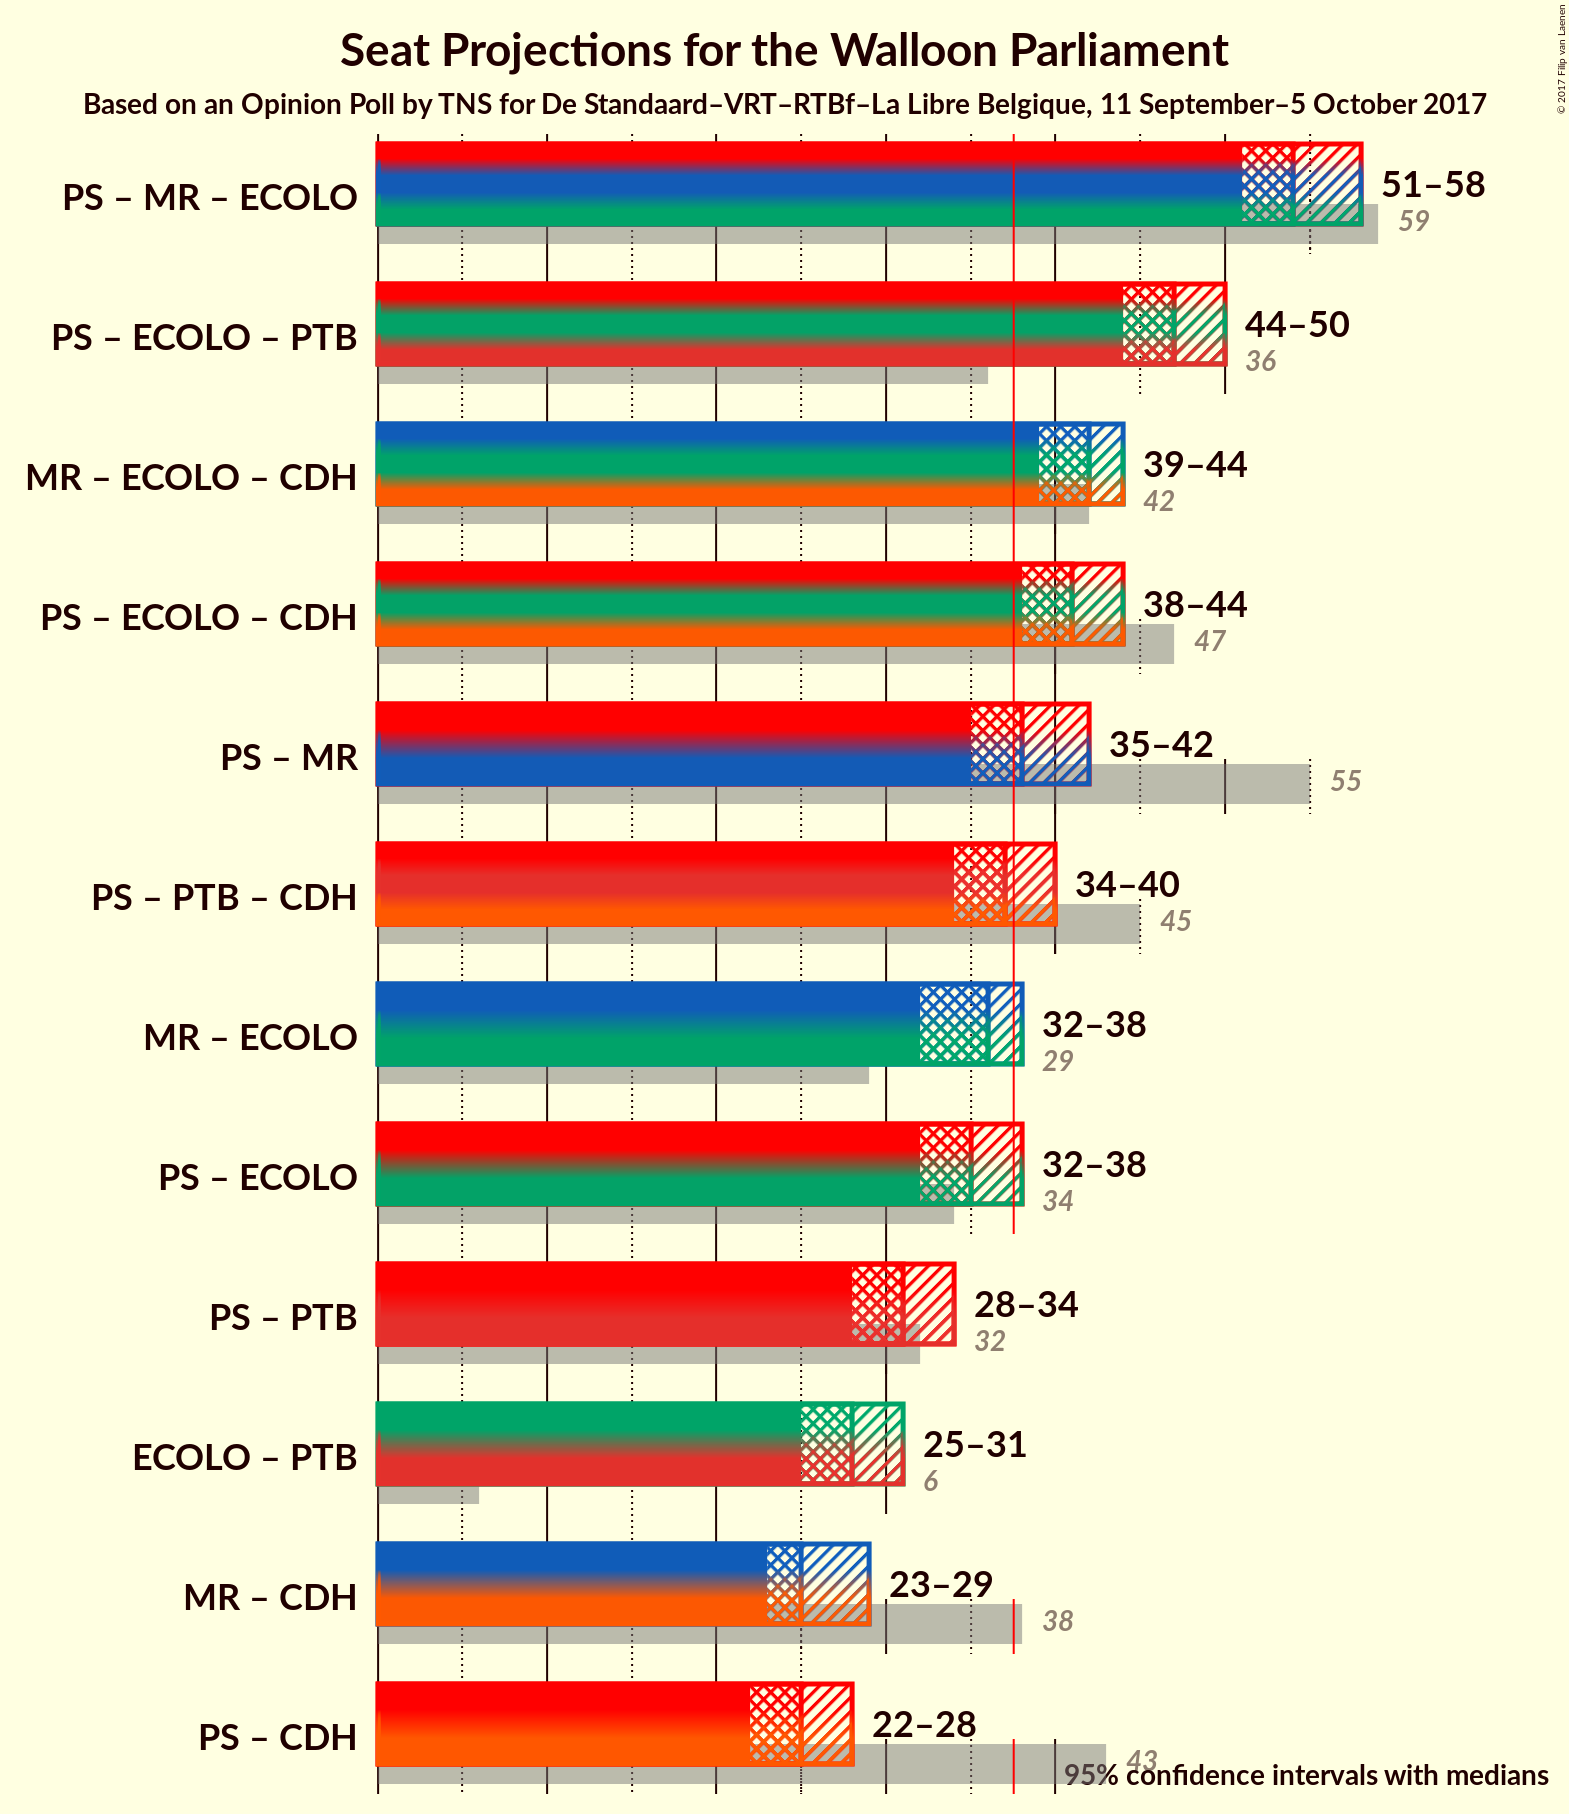 Seat Projections for the Walloon Parliament
Based on an Opinion Poll by TNS for De Standaard–VRT–RTBf–La Libre Belgique, 11 September–5 October 2017
© 2017 Filip van Laenen
PS – MR – ECOLO
51–58
59
PS – ECOLO – PTB
44–50
36
MR – ECOLO – CDH
39–44
42
PS – ECOLO – CDH
38–44
47
PS – MR
35–42
55
PS – PTB – CDH
34–40
45
MR – ECOLO
32–38
29
PS – ECOLO
32–38
34
PS – PTB
28–34
32
ECOLO – PTB
25–31
6
MR – CDH
23–29
38
PS – CDH
22–28
43
95% confidence intervals with medians